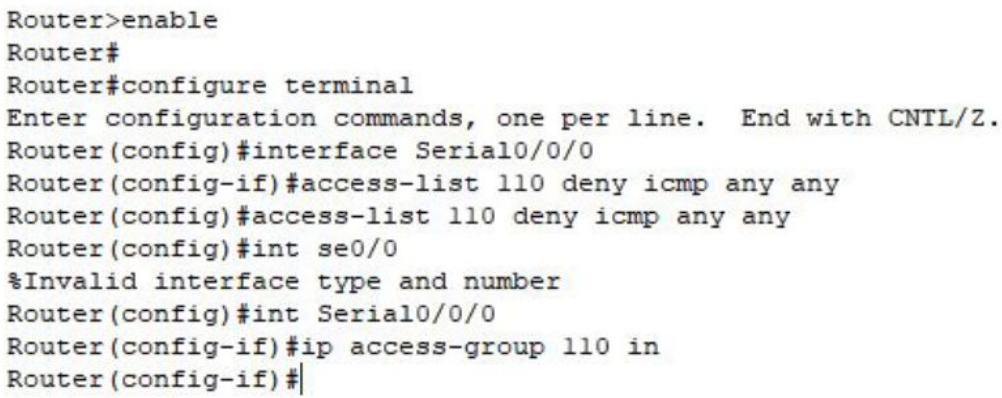 Router>enable
Router#
Router#configure terminal
Enter configuration commands, one per line.  End with CNTL/Z.
Router(config)#interface Serial0/0/0
Router(config-if)#access-list 110 deny icmp any any
Router(config)#access-list 110 deny icmp any any
Router(config)#int se0/0
%Invalid interface type and number
Router(config)#int Serial0/0/0
Router(config-if)#ip access-group 110 in
Router(config-if)#